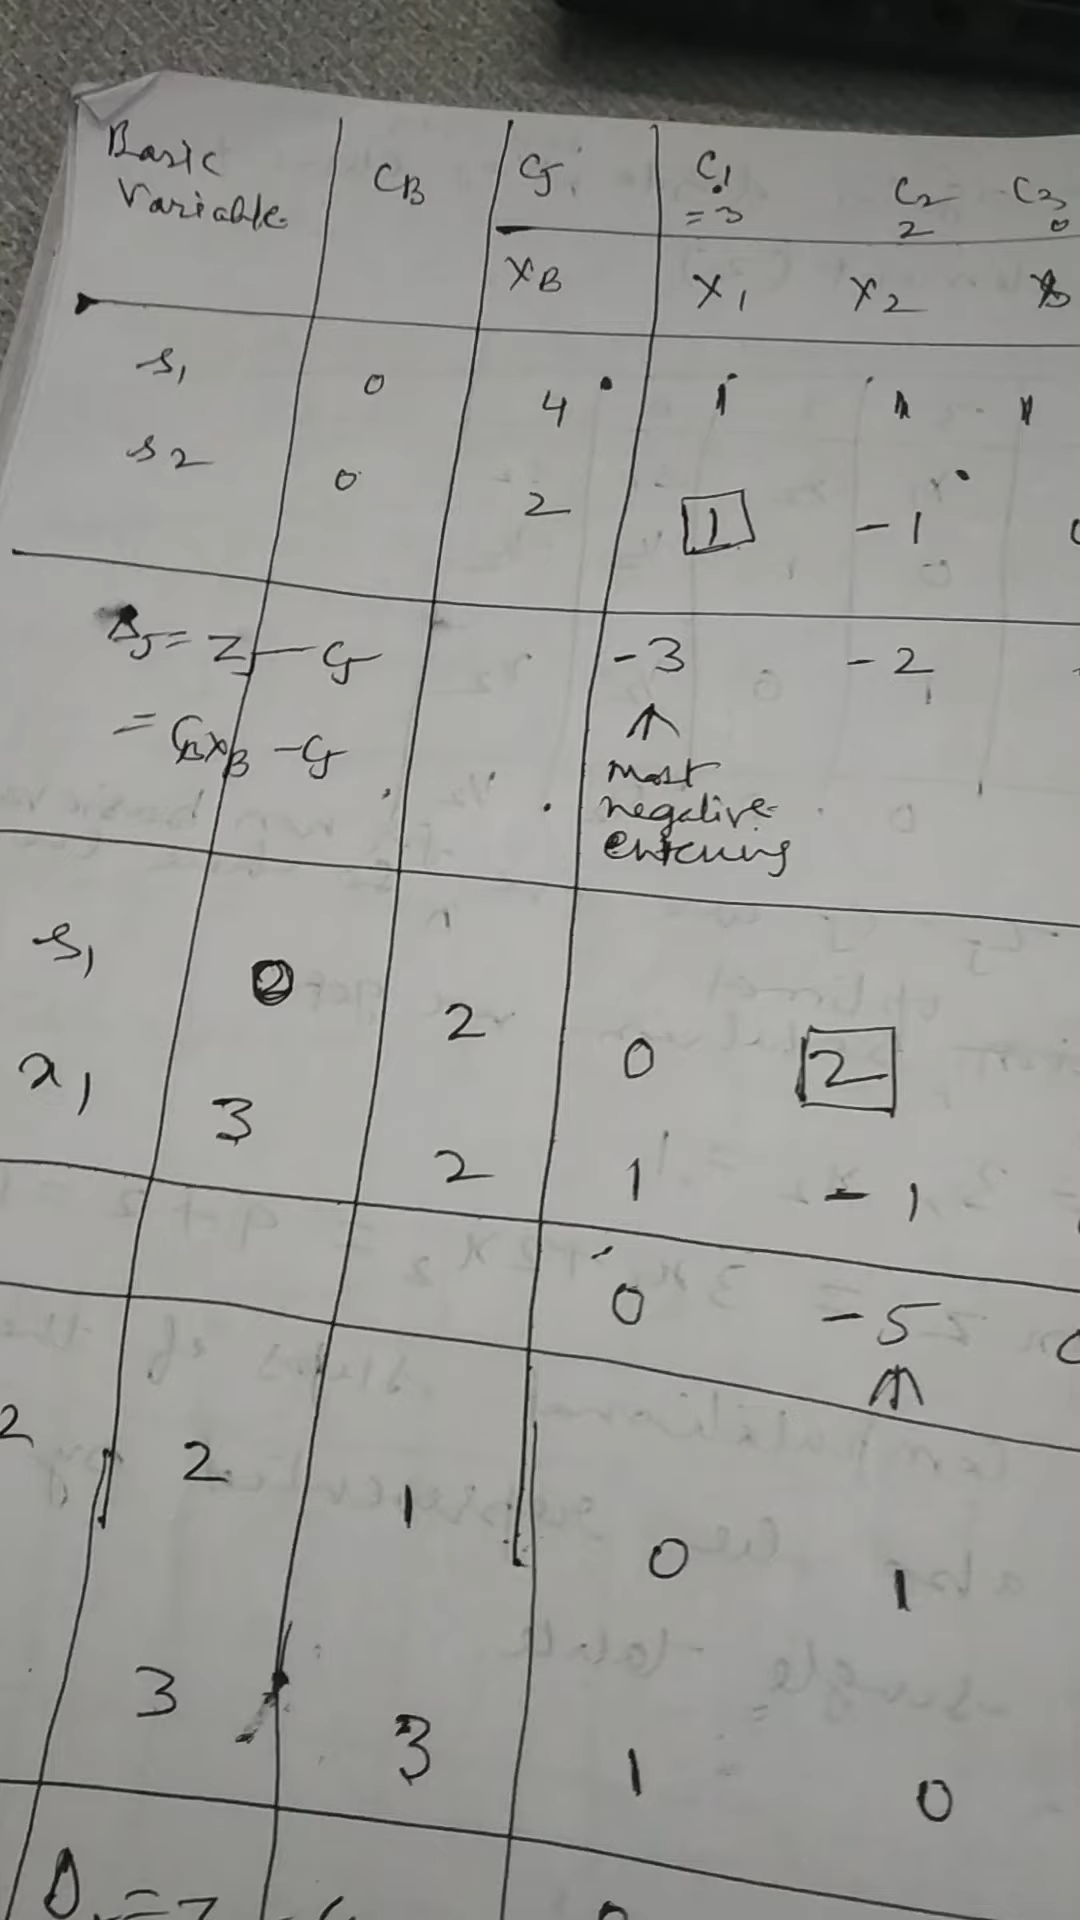 Basic CB Cj C1 C2 C3
Variable = 3 2 0
XB X1 X2
s1 0 4 1 1 1
s2 0 2 1 -1
Δj = Zj - Cj -3 -2
= CBXB - Cj ↑
most
negative
entering
s1 0 2 0 2
x1 3 2 1 -1
0 -5 0
↑
2 2 1 0 1
3 3 1 0